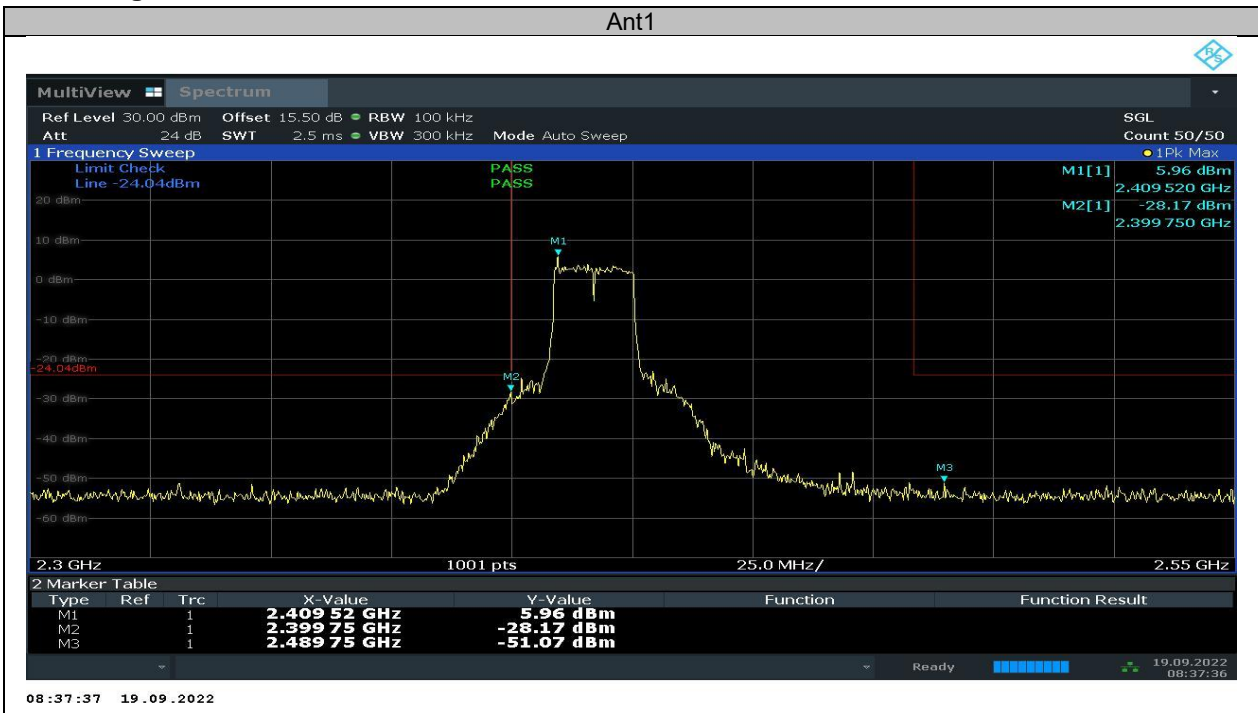 Ant1
R&S
MultiView Spectrum
Ref Level 30.00 dBm Offset 15.50 dB RBW 100 kHz SGL
Att 24 dB SWT 2.5 ms VBW 300 kHz Mode Auto Sweep Count 50/50
1 Frequency Sweep 1Pk Max
Limit Check PASS M1[1] 5.96 dBm
Line -24.04dBm PASS 2.409 520 GHz
20 dBm M2[1] -28.17 dBm
2.399 750 GHz
10 dBm M1
0 dBm
-10 dBm
-20 dBm
-24.04dBm
M2
-30 dBm
-40 dBm
M3
-50 dBm
-60 dBm
2.3 GHz 1001 pts 25.0 MHz/ 2.55 GHz
2 Marker Table
Type Ref Trc X-Value Y-Value Function Function Result
M1 1 2.409 52 GHz 5.96 dBm
M2 1 2.399 75 GHz -28.17 dBm
M3 1 2.489 75 GHz -51.07 dBm
Ready 19.09.2022
08:37:36
08:37:37 19.09.2022